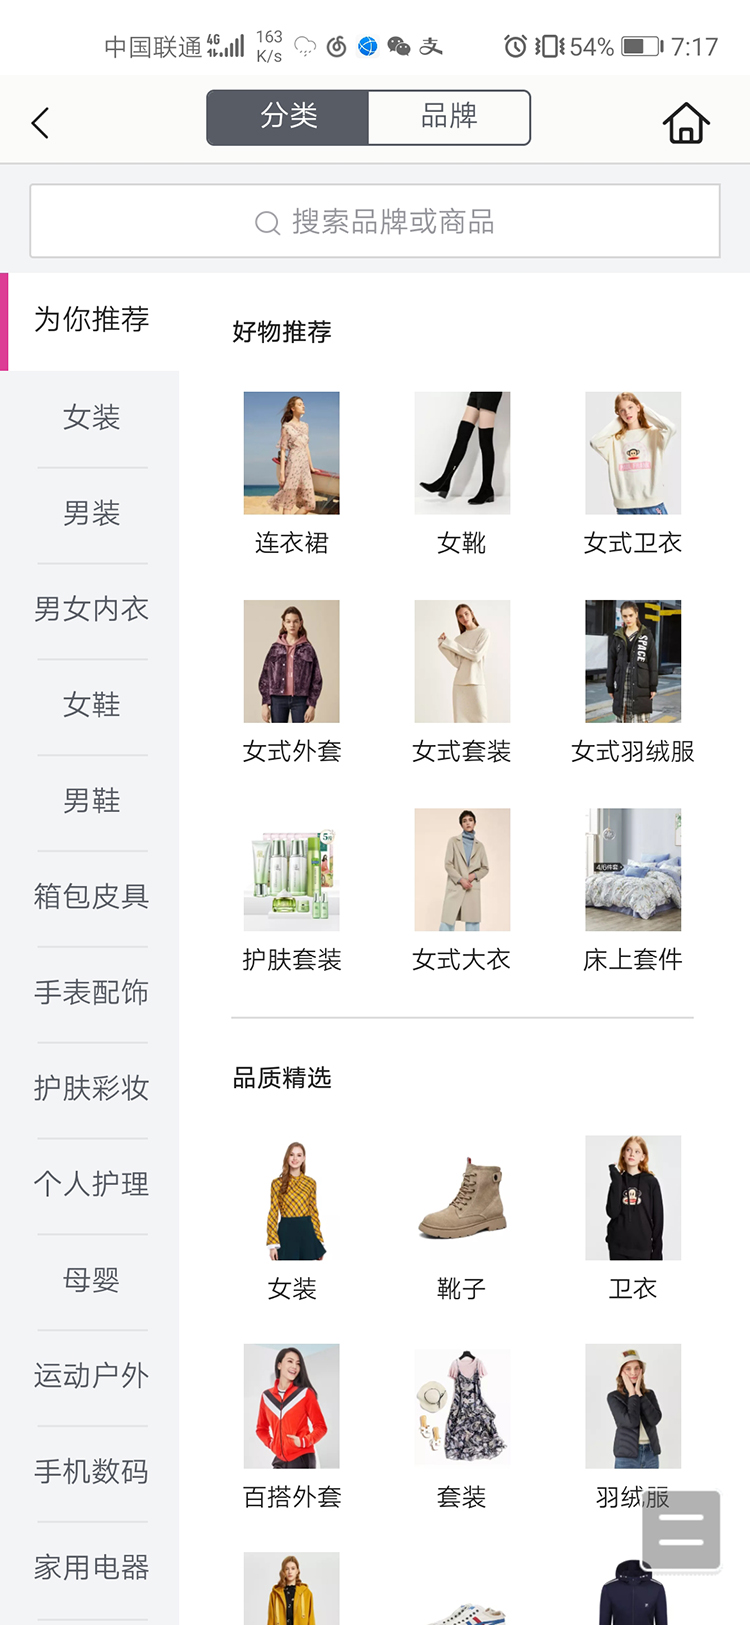 中国联通 4G 163 K/s 54% 7:17
分类 品牌
搜索品牌或商品
为你推荐
女装
男装
男女内衣
女鞋
男鞋
箱包皮具
手表配饰
护肤彩妆
个人护理
母婴
运动户外
手机数码
家用电器
好物推荐
连衣裙 女靴 女式卫衣
SPACE
女式外套 女式套装 女式羽绒服
4/6件套
护肤套装 女式大衣 床上套件
品质精选
女装 靴子 卫衣
百搭外套 套装 羽绒服